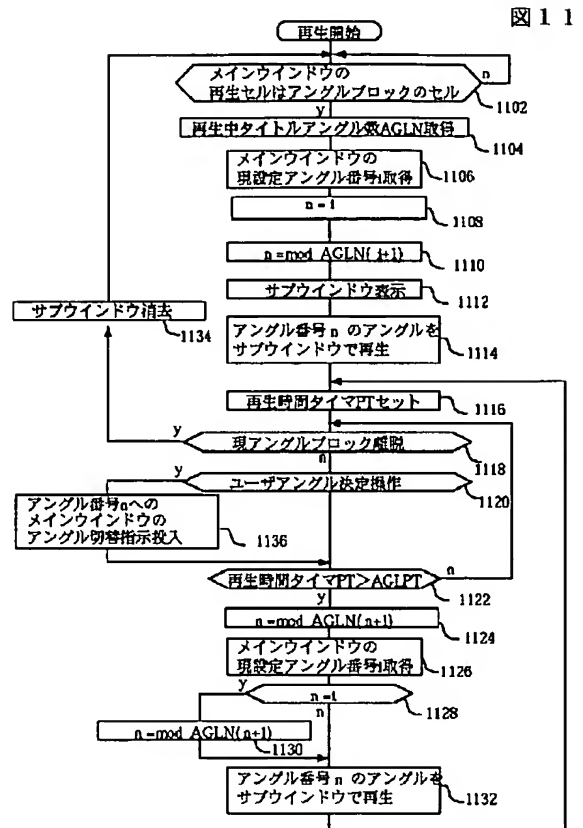 図11
再生開始
メインウインドウの
再生セルはアングルブロックのセル
n
1102
y
再生中タイトルアングル数AGLN取得
1104
メインウインドウの
現設定アングル番号i取得
1106
n = i
1108
n =mod AGLN( i+1)
1110
サブウインドウ表示
1112
サブウインドウ消去
1134
アングル番号 n のアングルを
サブウインドウで再生
1114
再生時間タイマPTセット
1116
y
現アングルブロック離脱
1118
n
y
ユーザアングル決定操作
1120
アングル番号nへの
メインウインドウの
アングル切替指示投入
1136
再生時間タイマPT>AGLPT
n
1122
y
n =mod AGLN( n+1)
1124
メインウインドウの
現設定アングル番号i取得
1126
y
n =i
1128
n
n =mod AGLN( n+1)
1130
アングル番号 n のアングルを
サブウインドウで再生
1132